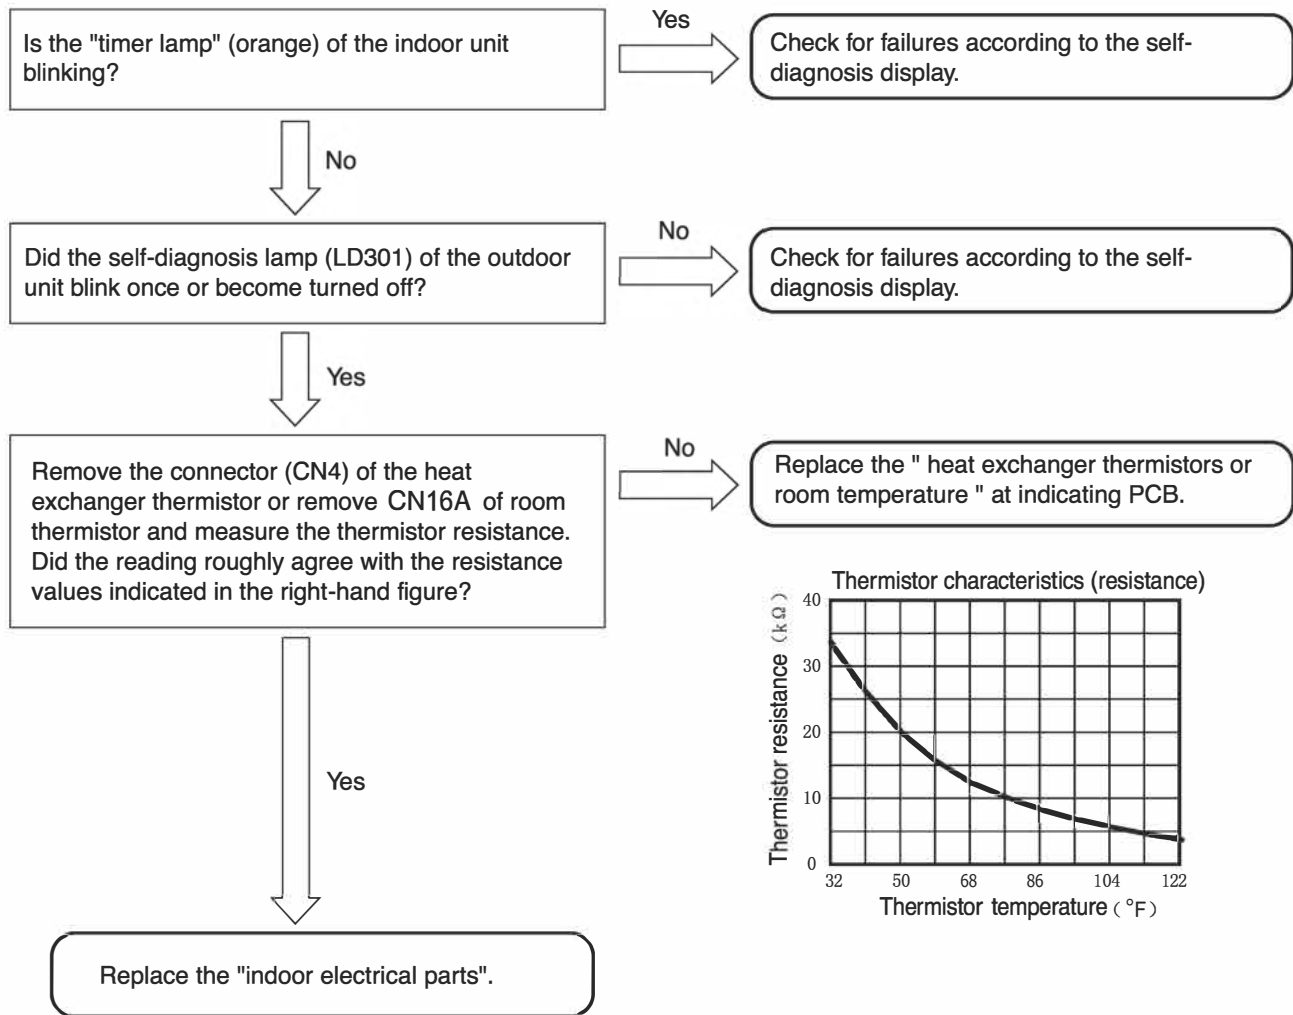 Is the "timer lamp" (orange) of the indoor unit
blinking?
Yes
Check for failures according to the self-
diagnosis display.
No
Did the self-diagnosis lamp (LD301) of the outdoor
unit blink once or become turned off?
No
Check for failures according to the self-
diagnosis display.
Yes
Remove the connector (CN4) of the heat
exchanger thermistor or remove CN16A of room
thermistor and measure the thermistor resistance.
Did the reading roughly agree with the resistance
values indicated in the right-hand figure?
No
Replace the " heat exchanger thermistors or
room temperature " at indicating PCB.
Thermistor characteristics (resistance)
Thermistor resistance (kΩ)
40
30
20
10
0
32 50 68 86 104 122
Thermistor temperature (°F)
Yes
Replace the "indoor electrical parts".